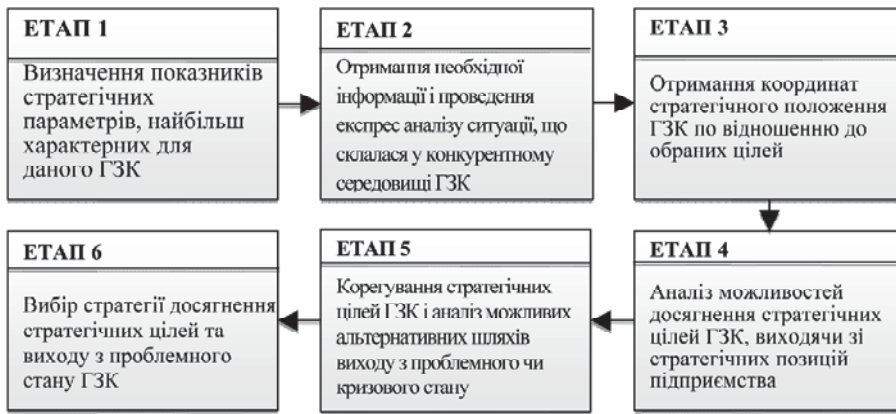 ЕТАП 1
Визначення показників
стратегічних
параметрів, найбільш
характерних для
даного ГЗК
ЕТАП 2
Отримання необхідної
інформації і проведення
експрес аналізу ситуації, що
склалася у конкурентному
середовищі ГЗК
ЕТАП 3
Отримання координат
стратегічного положення
ГЗК по відношенню до
обраних цілей
ЕТАП 4
Аналіз можливостей
досягнення стратегічних
цілей ГЗК, виходячи зі
стратегічних позицій
підприємства
ЕТАП 5
Корегування стратегічних
цілей ГЗК і аналіз можливих
альтернативних шляхів
виходу з проблемного чи
кризового стану
ЕТАП 6
Вибір стратегії досягнення
стратегічних цілей та
виходу з проблемного
стану ГЗК